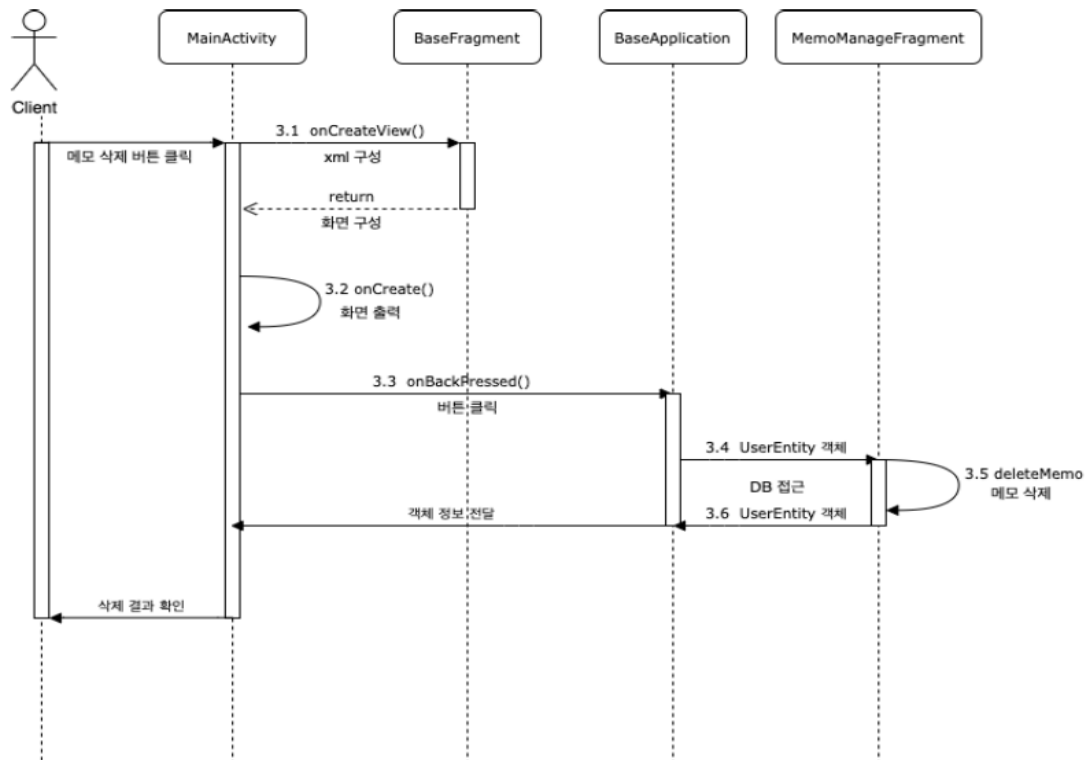 MainActivity
BaseFragment
BaseApplication
MemoManageFragment
Client
메모 삭제 버튼 클릭
3.1 onCreateView()
xml 구성
return
화면 구성
3.2 onCreate()
화면 출력
3.3 onBackPressed()
버튼 클릭
3.4 UserEntity 객체
3.5 deleteMemo
메모 삭제
DB 접근
3.6 UserEntity 객체
객체 정보 전달
삭제 결과 확인